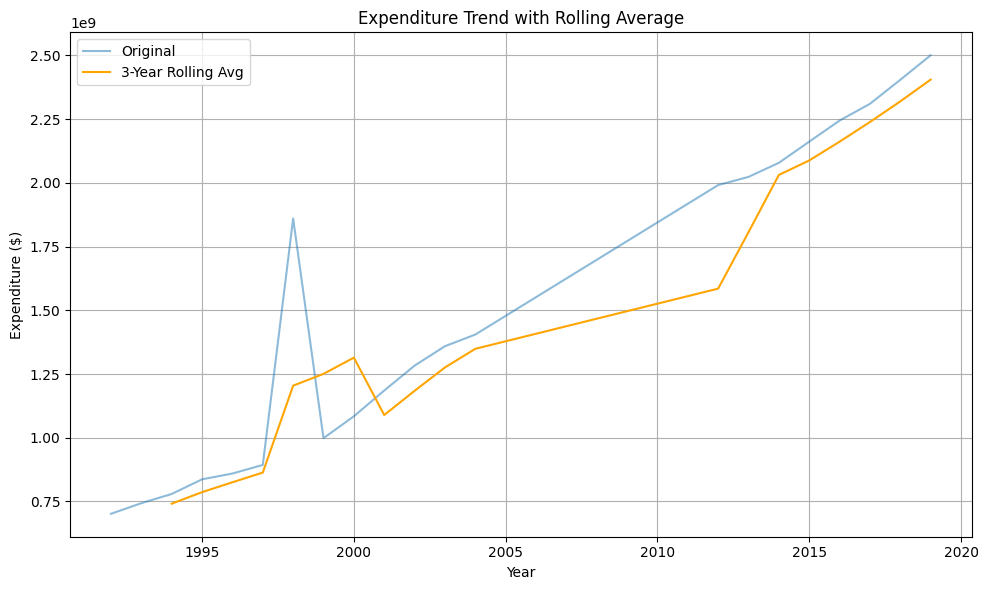 Expenditure Trend with Rolling Average
1e9
Original
3-Year Rolling Avg
Expenditure ($)
2.50
2.25
2.00
1.75
1.50
1.25
1.00
0.75
1995 2000 2005 2010 2015 2020
Year